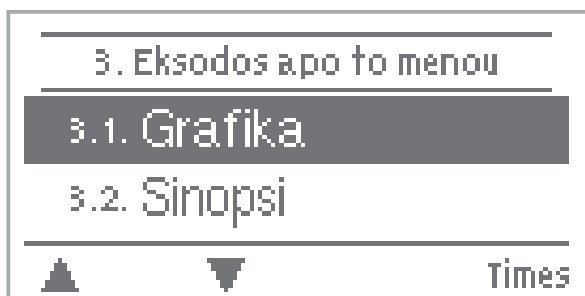 3. Eksodos apo to menou
3.1. Grafika
3.2. Sinopsi
Times